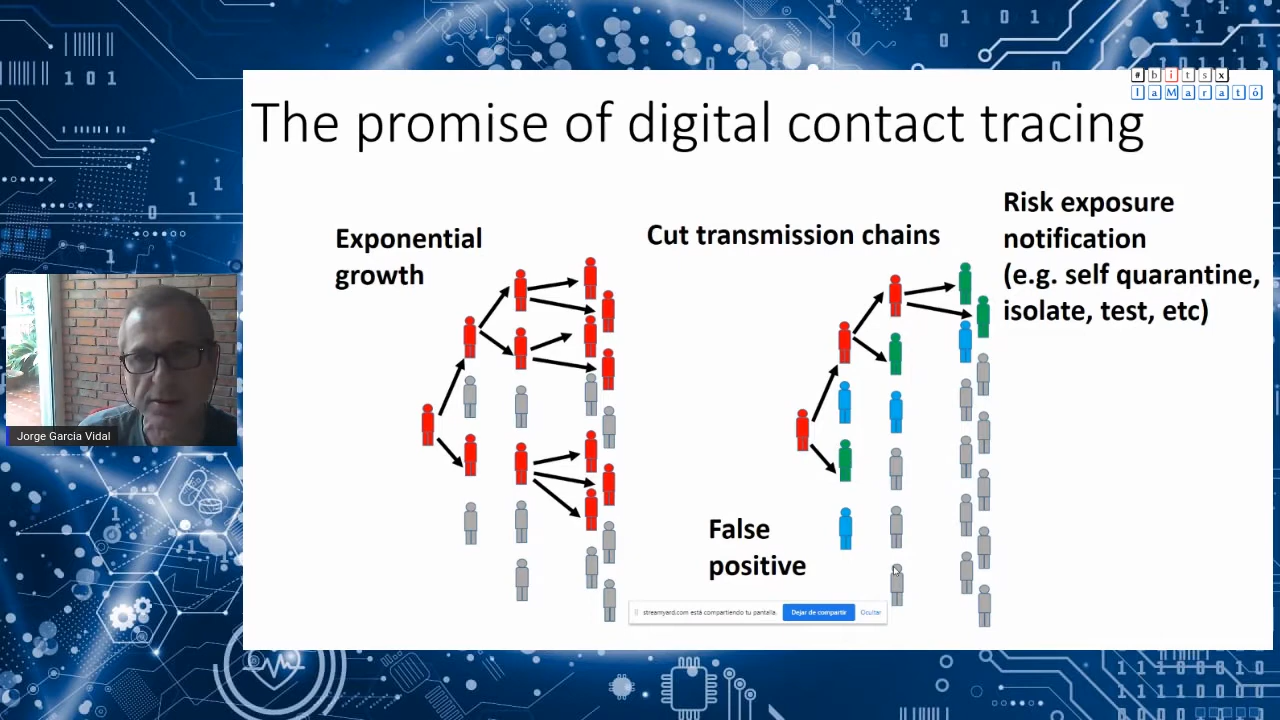 #bitsx
laMarató
The promise of digital contact tracing
Exponential
growth
Cut transmission chains
Risk exposure
notification
(e.g. self quarantine,
isolate, test, etc)
Jorge Garcia Vidal
False
positive
streamyard.com está compartiendo tu pantalla.
Dejar de compartir
Ocultar